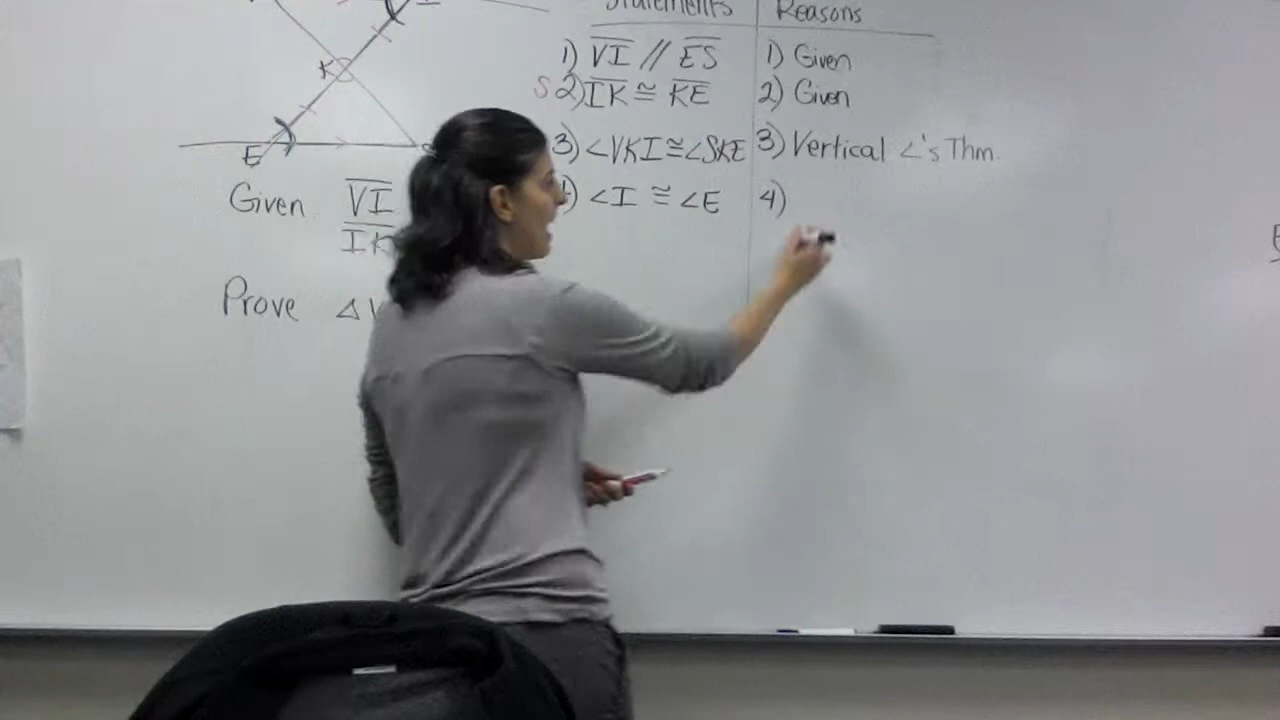 Statements Reasons
1) VI // ES 1) Given
S 2) IK ≅ KE 2) Given
3) ∠VKI ≅ ∠SKE 3) Vertical ∠'s Thm.
4) ∠I ≅ ∠E 4)
K
E
Given VI
IK
Prove △V